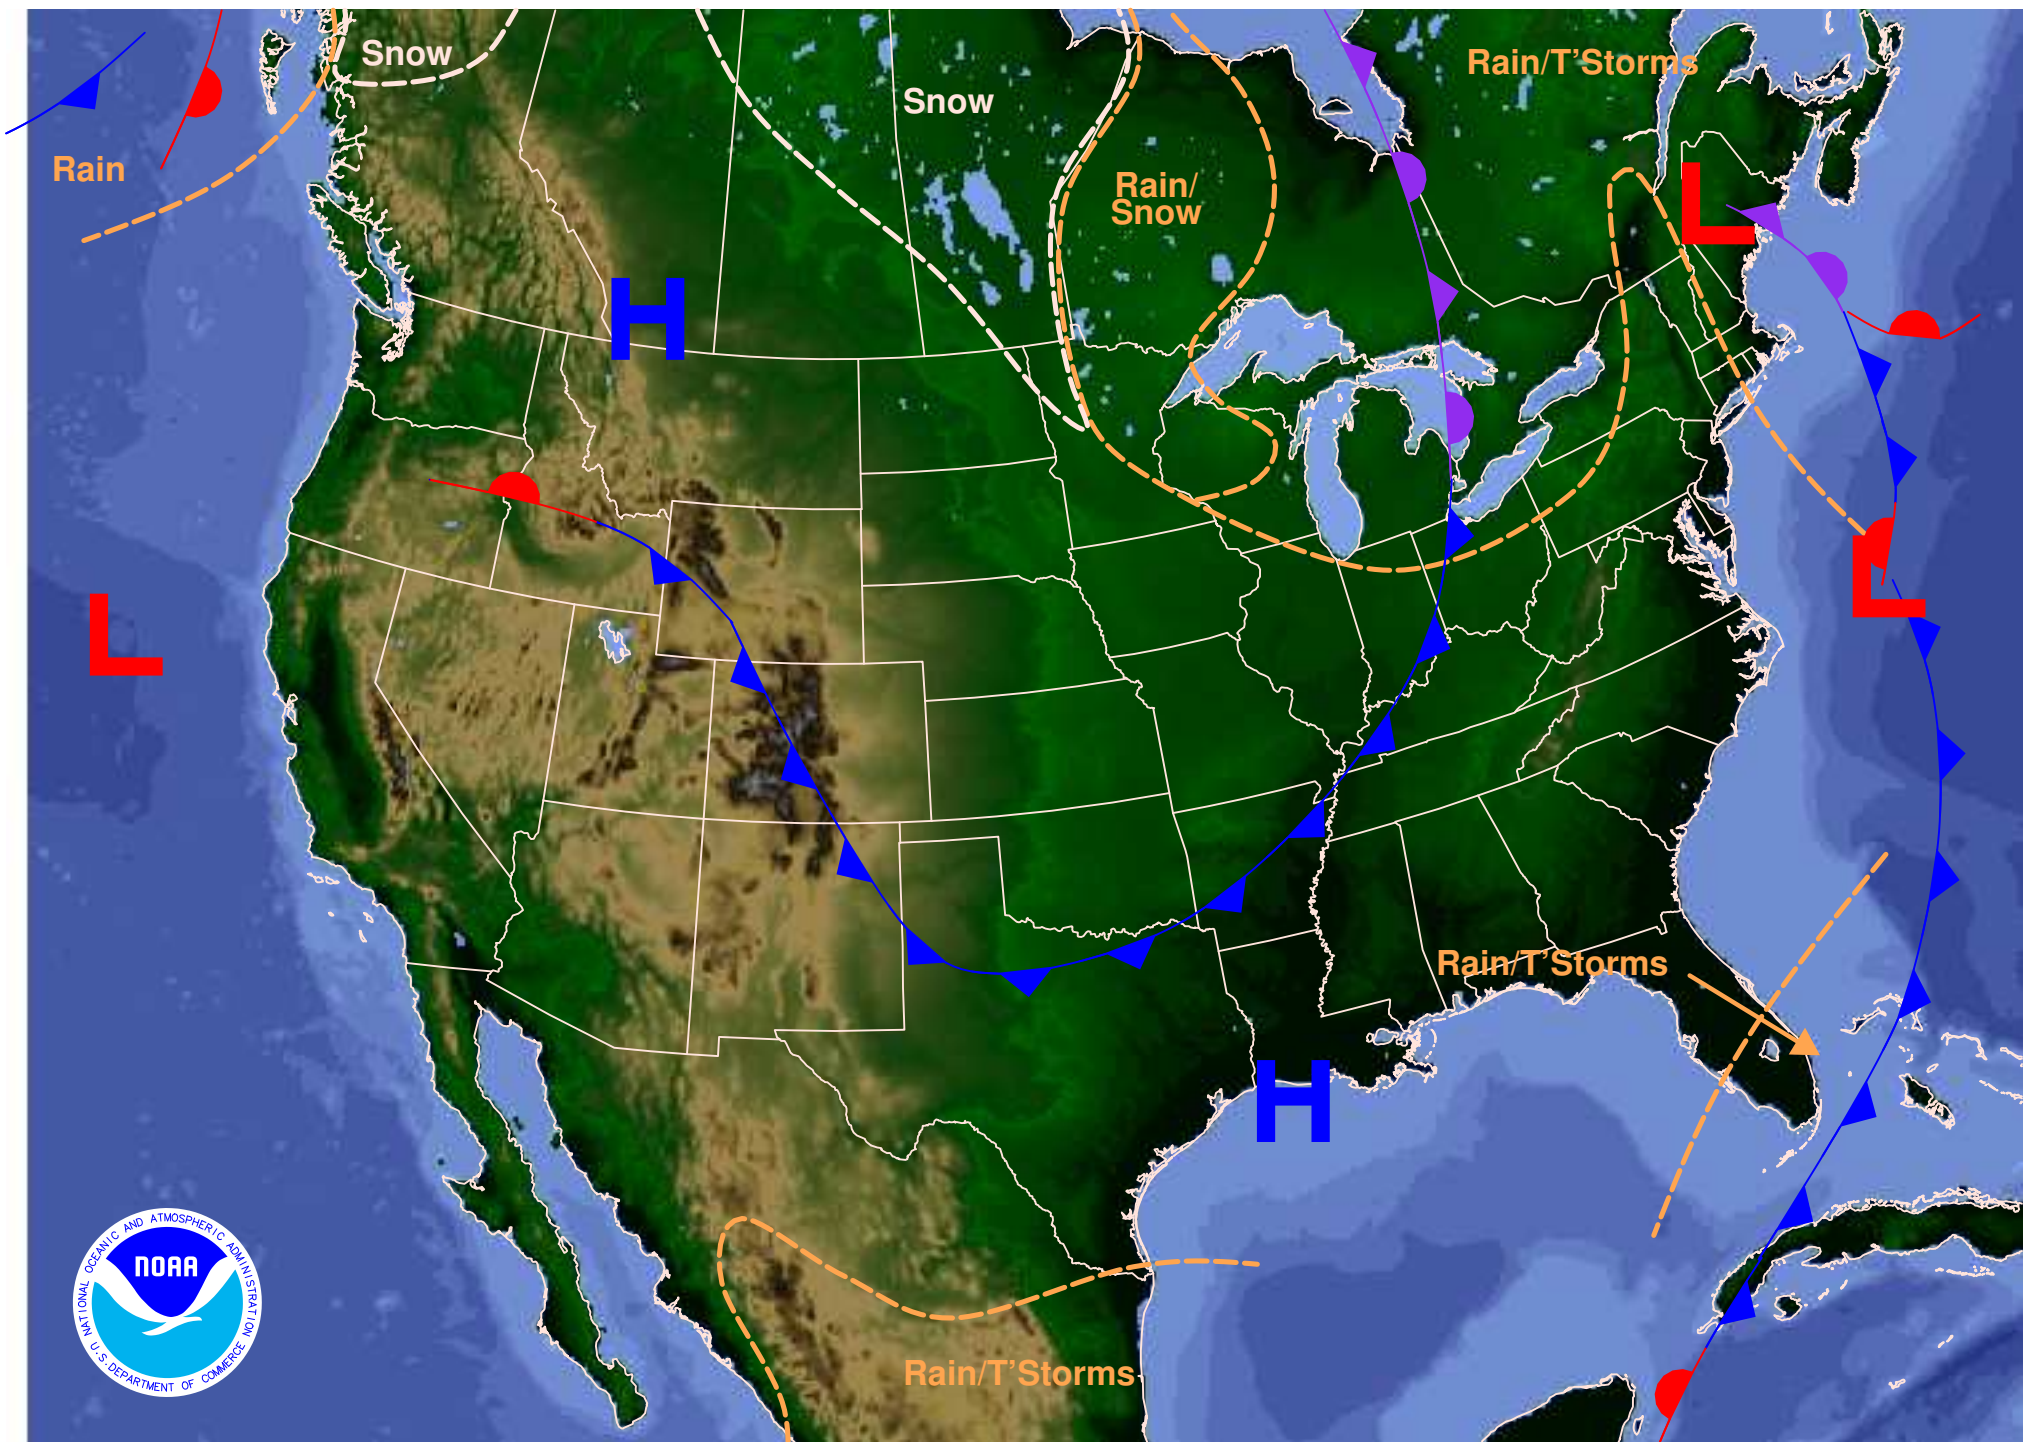 Snow
Rain/T'Storms
Snow
Rain
Rain/
Snow
L
H
L
L
Rain/T'Storms
H
NATIONAL OCEANIC AND ATMOSPHERIC ADMINISTRATION
NOAA
U.S. DEPARTMENT OF COMMERCE
Rain/T'Storms